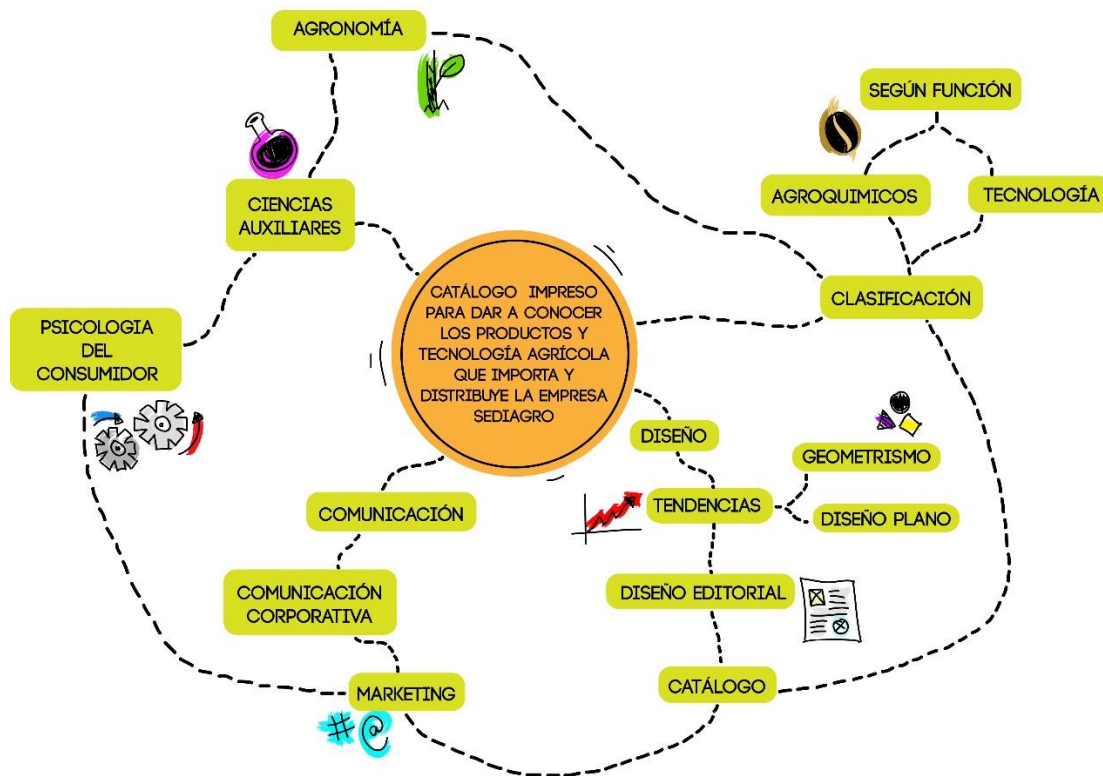 AGRONOMÍA
SEGÚN FUNCIÓN
AGROQUIMICOS
TECNOLOGÍA
CIENCIAS
AUXILIARES
CATÁLOGO IMPRESO
PARA DAR A CONOCER
LOS PRODUCTOS Y
TECNOLOGÍA AGRÍCOLA
QUE IMPORTA Y
DISTRIBUYE LA EMPRESA
SEDIAGRO
CLASIFICACIÓN
PSICOLOGIA
DEL
CONSUMIDOR
DISEÑO
GEOMETRISMO
TENDENCIAS
DISEÑO PLANO
COMUNICACIÓN
COMUNICACIÓN
CORPORATIVA
DISEÑO EDITORIAL
MARKETING
CATÁLOGO
#@